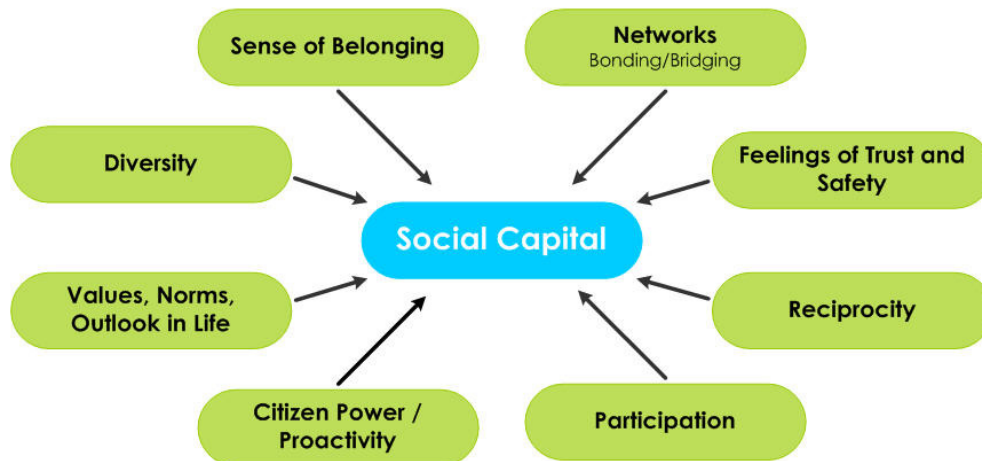 Sense of Belonging
Networks
Bonding/Bridging
Diversity
Feelings of Trust and
Safety
Social Capital
Values, Norms,
Outlook in Life
Reciprocity
Citizen Power /
Proactivity
Participation